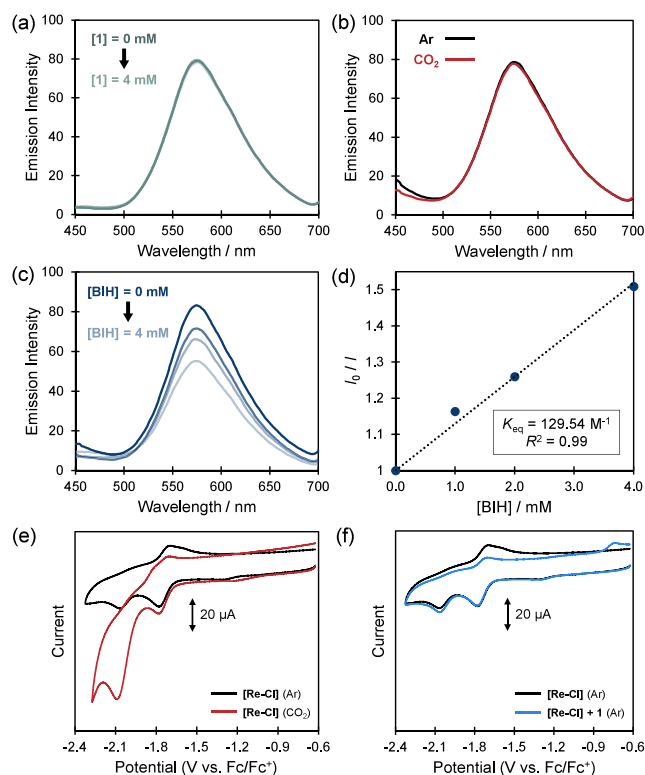 (a)
100
80
60
40
20
0
Emission Intensity
[1] = 0 mM
[1] = 4 mM
450 500 550 600 650 700
Wavelength / nm
(b)
100
80
60
40
20
0
Emission Intensity
Ar
CO₂
450 500 550 600 650 700
Wavelength / nm
(c)
100
80
60
40
20
0
Emission Intensity
[BIH] = 0 mM
[BIH] = 4 mM
450 500 550 600 650 700
Wavelength / nm
(d)
1.5
1.4
1.3
1.2
1.1
1.0
I₀ / I
Keq = 129.54 M⁻¹
R² = 0.99
0.0 1.0 2.0 3.0 4.0
[BIH] / mM
(e)
Current
20 µA
[Re-Cl] (Ar)
[Re-Cl] (CO₂)
-2.4 -2.1 -1.8 -1.5 -1.2 -0.9 -0.6
Potential (V vs. Fc/Fc⁺)
(f)
Current
20 µA
[Re-Cl] (Ar)
[Re-Cl] + 1 (Ar)
-2.4 -2.1 -1.8 -1.5 -1.2 -0.9 -0.6
Potential (V vs. Fc/Fc⁺)